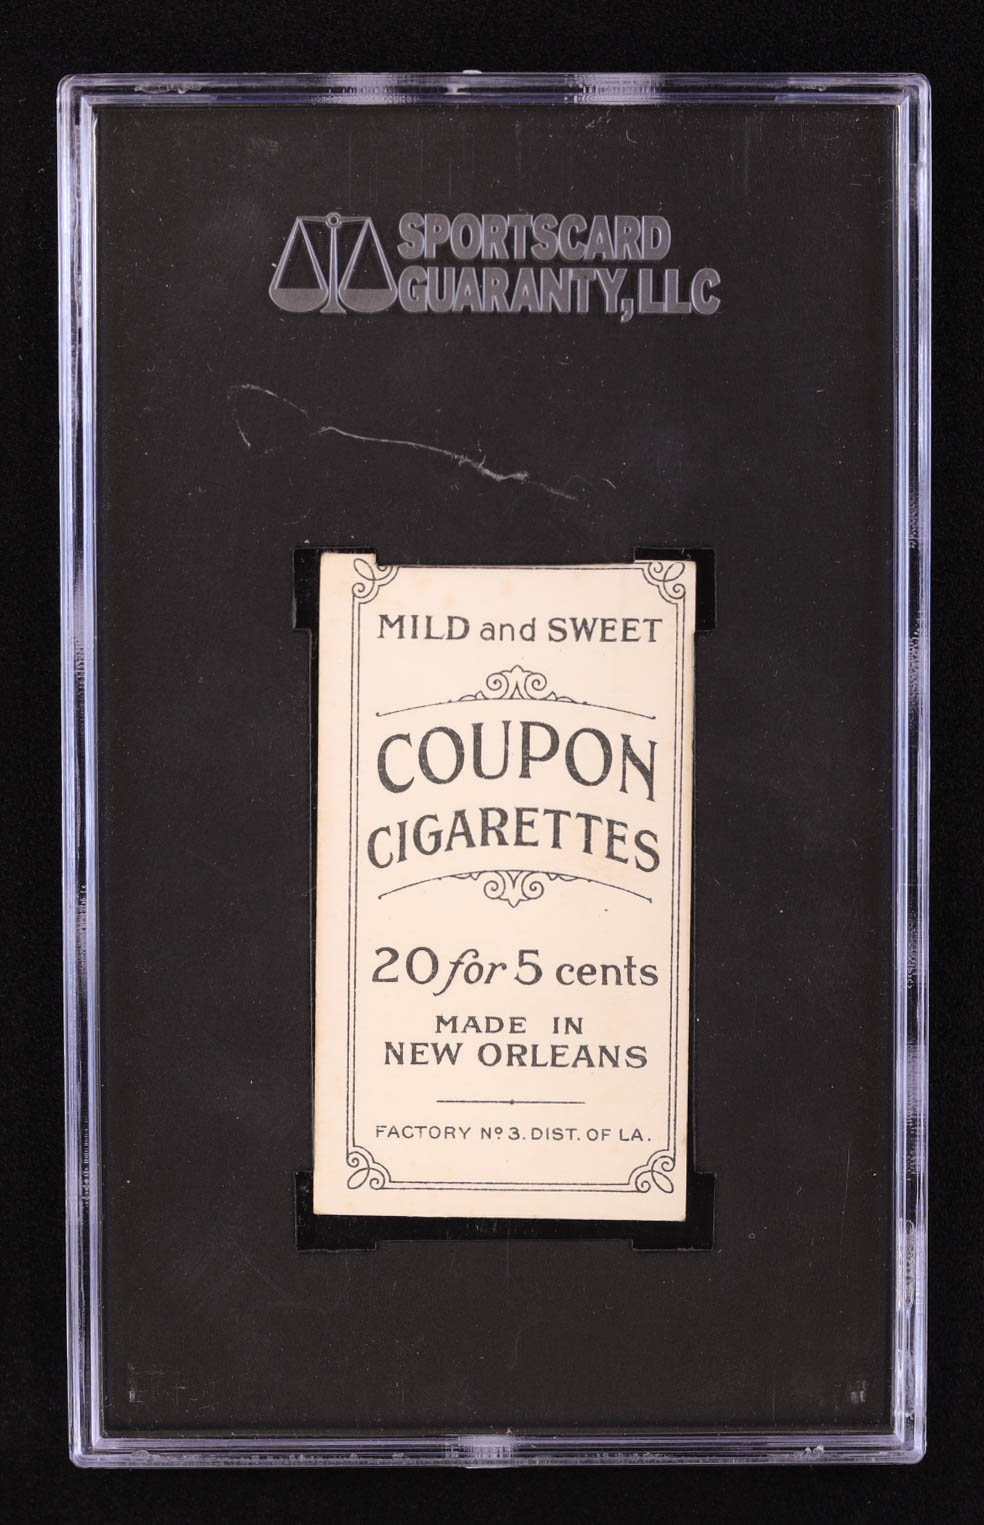 SPORTSCARD
GUARANTY, LLC
MILD and SWEET
COUPON
CIGARETTES
20 for 5 cents
MADE IN
NEW ORLEANS
FACTORY Nº 3. DIST. OF LA.